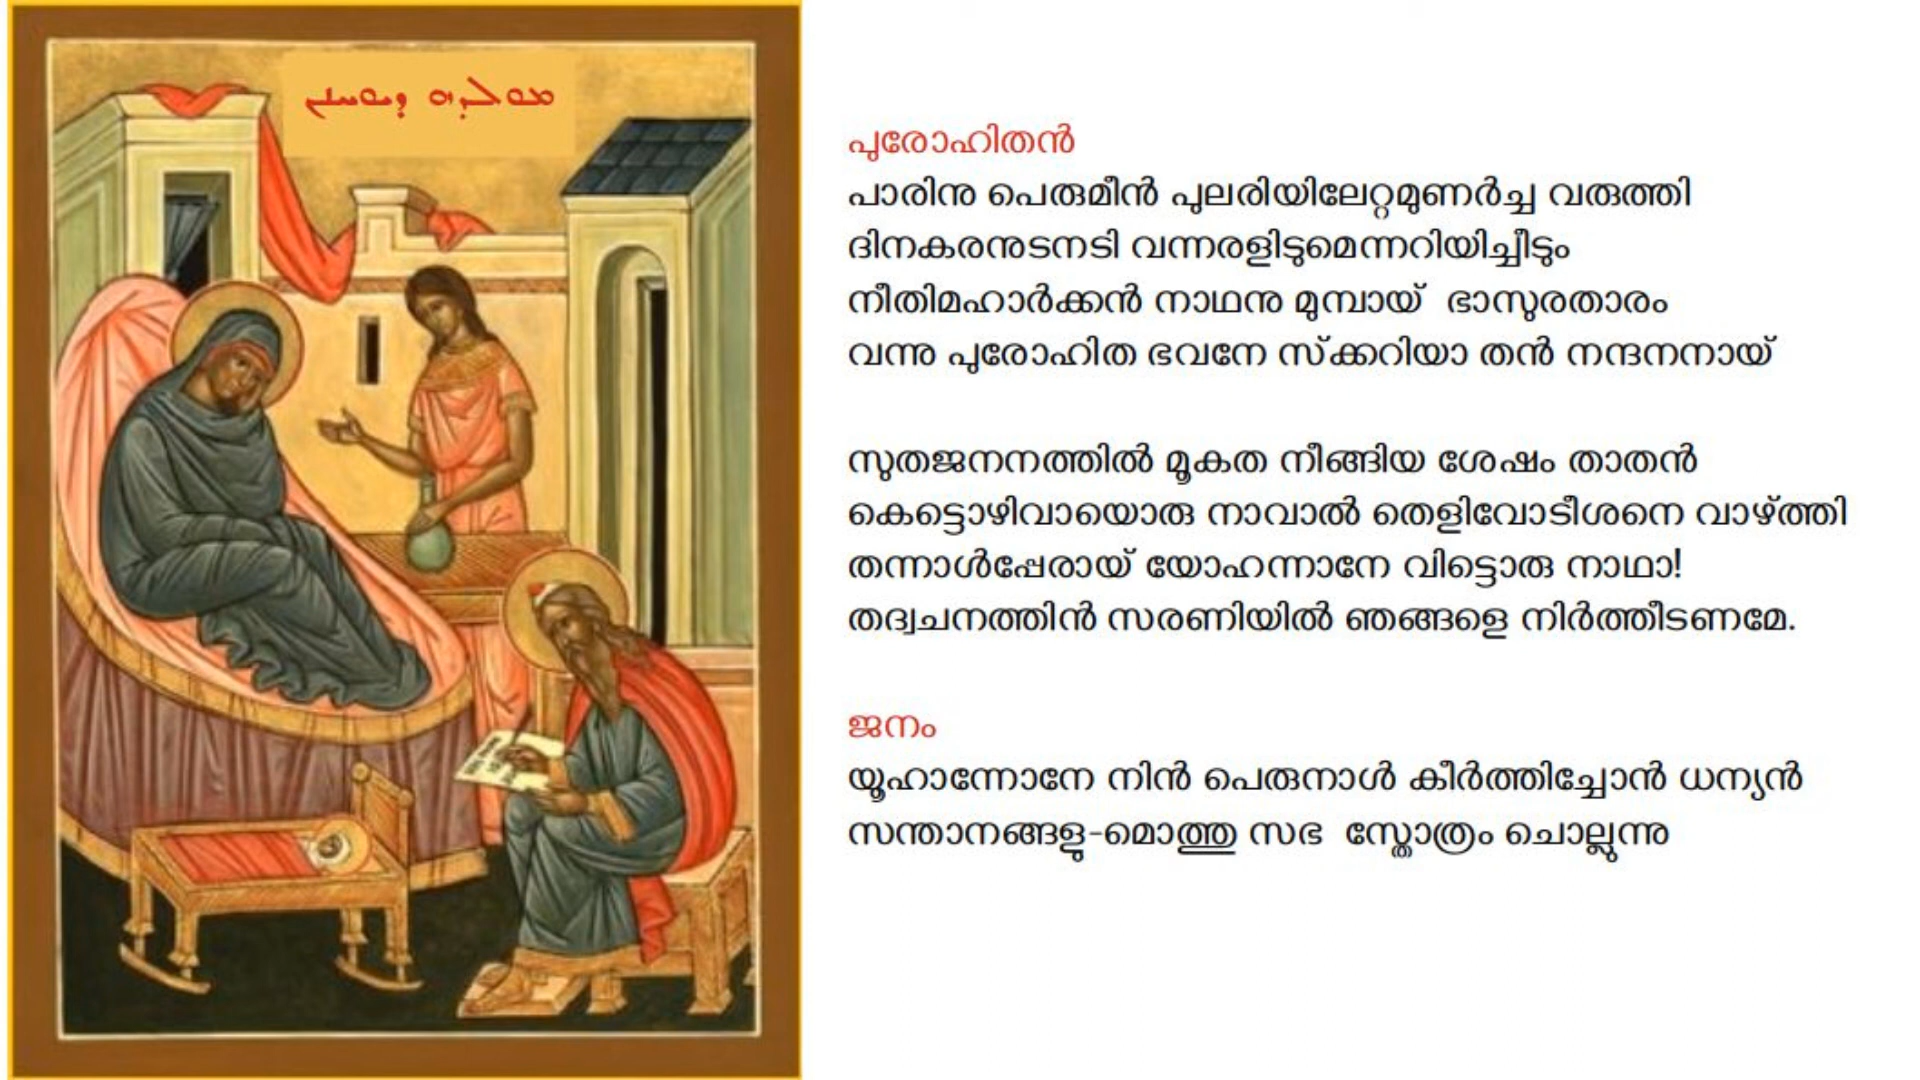 ܡܘܠܕܗ ܕܝܘܚܢܢ
പുരോഹിതൻ
പാരിനു പെരുമീൻ പുലരിയിലേറ്റമുണർച്ച വരുത്തി
ദിനകരനുടനടി വന്നരളിടുമെന്നറിയിച്ചീടും
നീതിമഹാർക്കൻ നാഥനു മുമ്പായ് ഭാസുരതാരം
വന്നു പുരോഹിത ഭവനേ സ്ക്കറിയാ തൻ നന്ദനനായ്
സുതജനനത്തിൽ മൂകത നീങ്ങിയ ശേഷം താതൻ
കെട്ടൊഴിവായൊരു നാവാൽ തെളിവോടീശനെ വാഴ്ത്തി
തന്നാൾപ്പേരായ് യോഹന്നാനേ വിട്ടൊരു നാഥാ!
തദ്വചനത്തിൻ സരണിയിൽ ഞങ്ങളെ നിർത്തീടണമേ.
ജനം
യൂഹാന്നോനേ നിൻ പെരുനാൾ കീർത്തിച്ചോൻ ധന്യൻ
സന്താനങ്ങളു-മൊത്തു സഭ സ്തോത്രം ചൊല്ലുന്നു